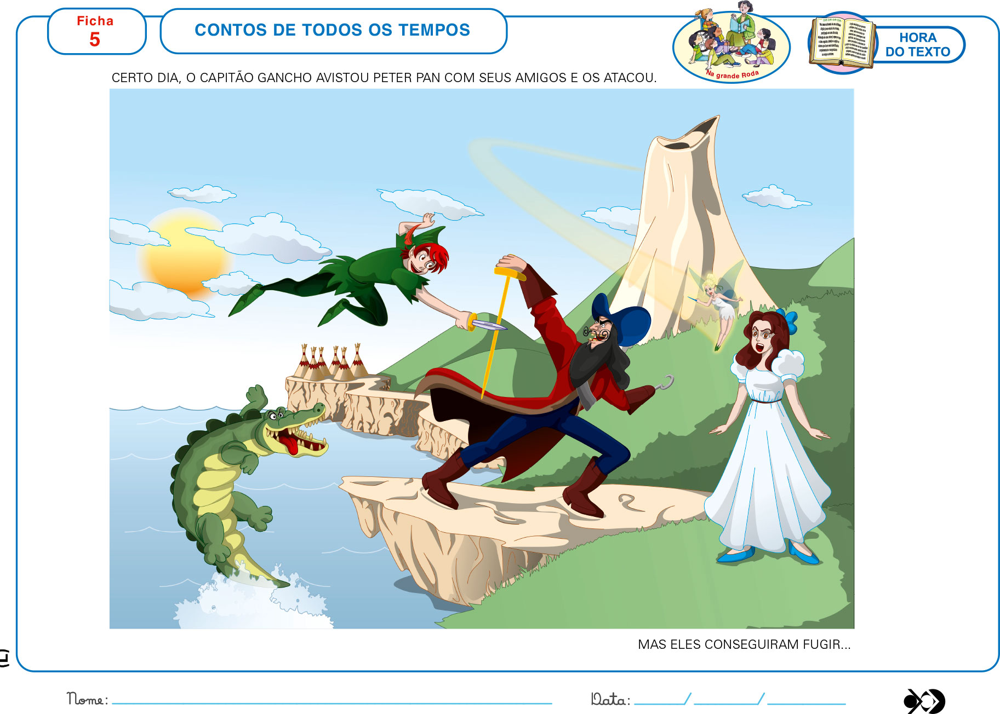 Ficha
5
CONTOS DE TODOS OS TEMPOS
Na grande Roda
HORA
DO TEXTO
CERTO DIA, O CAPITÃO GANCHO AVISTOU PETER PAN COM SEUS AMIGOS E OS ATACOU.
MAS ELES CONSEGUIRAM FUGIR...
Nome:
Data: / /